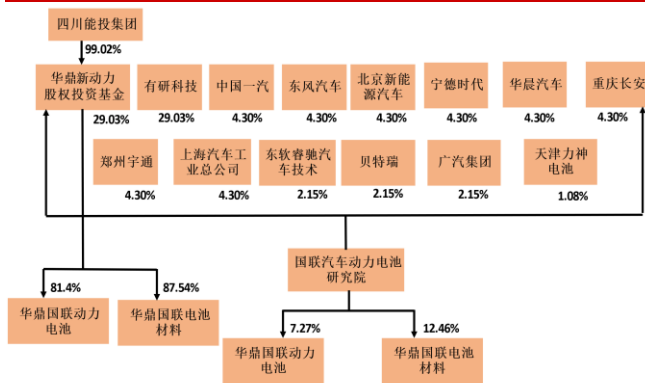 四川能投集团
99.02%
华鼎新动力
股权投资基金
有研科技
中国一汽
东风汽车
北京新能
源汽车
宁德时代
华晨汽车
重庆长安
29.03%
29.03%
4.30%
4.30%
4.30%
4.30%
4.30%
4.30%
郑州宇通
上海汽车工
业总公司
东软睿驰汽
车技术
贝特瑞
广汽集团
天津力神
电池
4.30%
4.30%
2.15%
2.15%
2.15%
1.08%
国联汽车动力电池
研究院
81.4%
87.54%
华鼎国联动力
电池
华鼎国联电池
材料
7.27%
12.46%
华鼎国联动力
电池
华鼎国联电池
材料